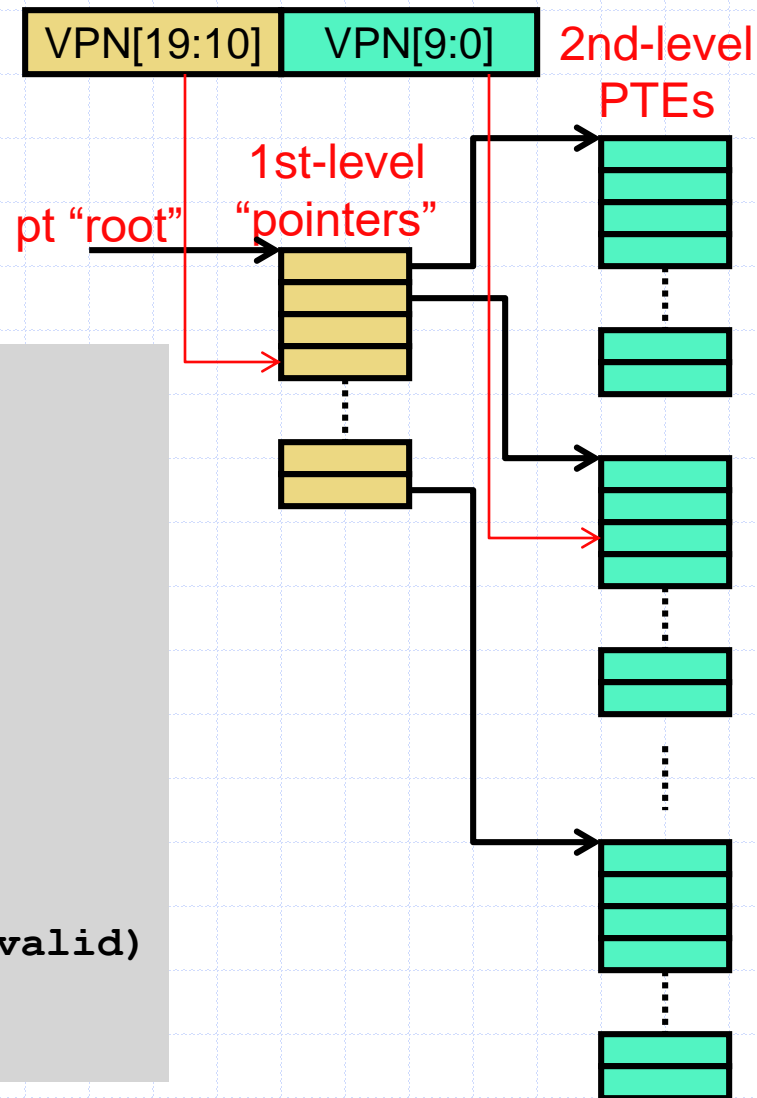 VPN[19:10] VPN[9:0]
2nd-level
PTEs
1st-level
“pointers”
pt “root”
valid)